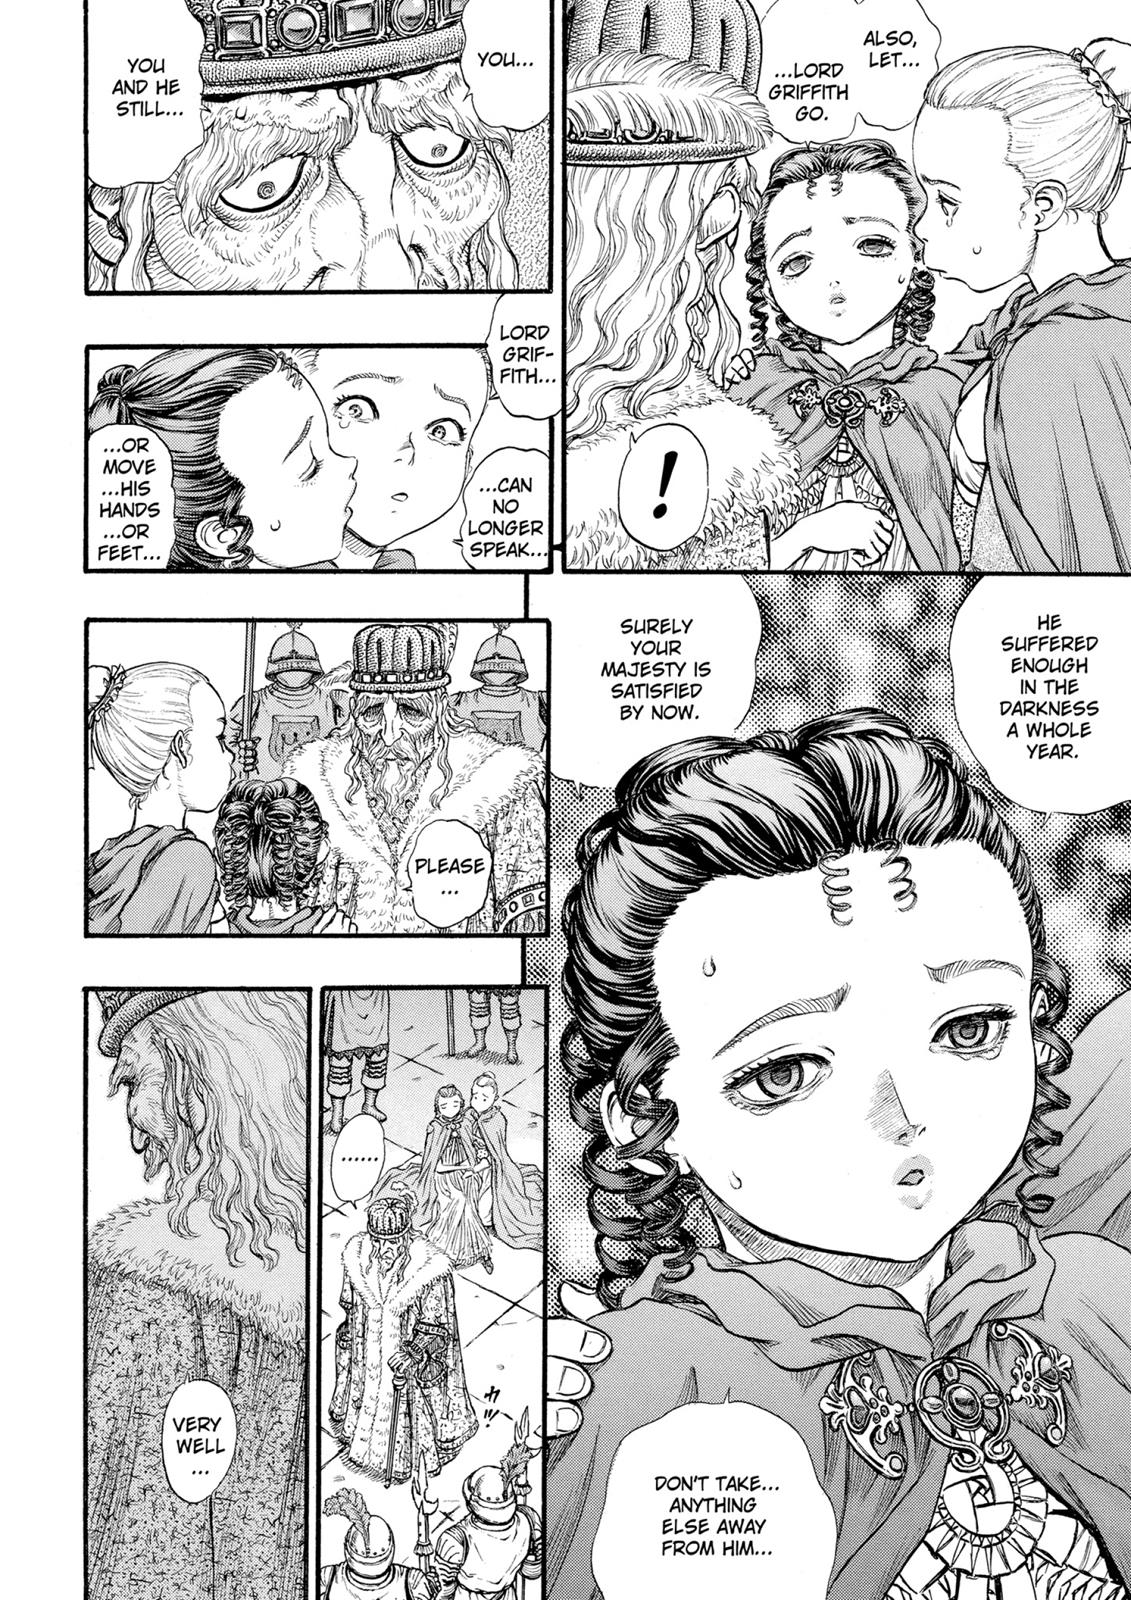 ALSO,
LET...
...LORD
GRIFFITH
GO.
!
YOU...
YOU
AND HE
STILL...
LORD
GRIF-
FITH...
...CAN
NO
LONGER
SPEAK...
...OR
MOVE
...HIS
HANDS
...OR
FEET...
HE
SUFFERED
ENOUGH
IN THE
DARKNESS
A WHOLE
YEAR.
SURELY
YOUR
MAJESTY IS
SATISFIED
BY NOW.
DON'T TAKE...
ANYTHING
ELSE AWAY
FROM HIM...
PLEASE
...
......
カッ
VERY
WELL
...